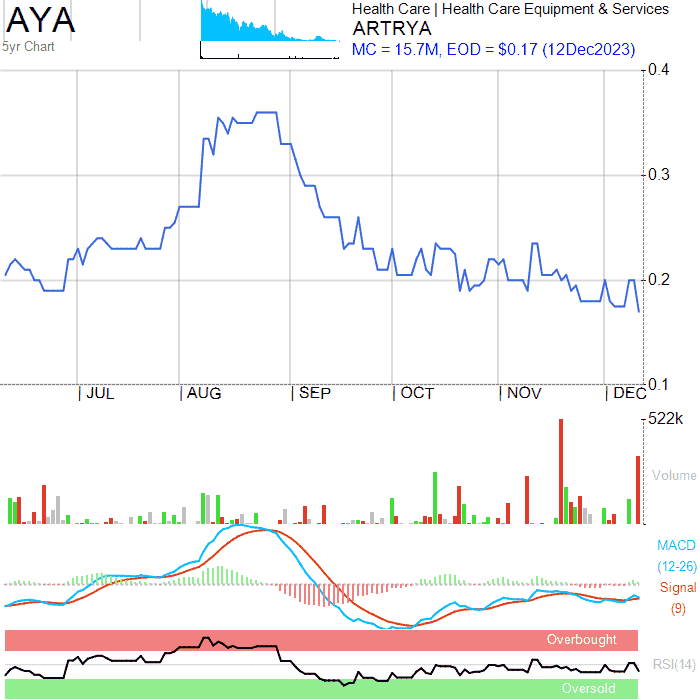 AYA
5yr Chart
Health Care | Health Care Equipment & Services
ARTRYA
MC = 15.7M, EOD = $0.17 (12Dec2023)
0.4
0.3
0.2
0.1
| JUL | AUG | SEP | OCT | NOV | DEC
522k
Volume
MACD
(12-26)
Signal
(9)
Overbought
RSI(14)
Oversold